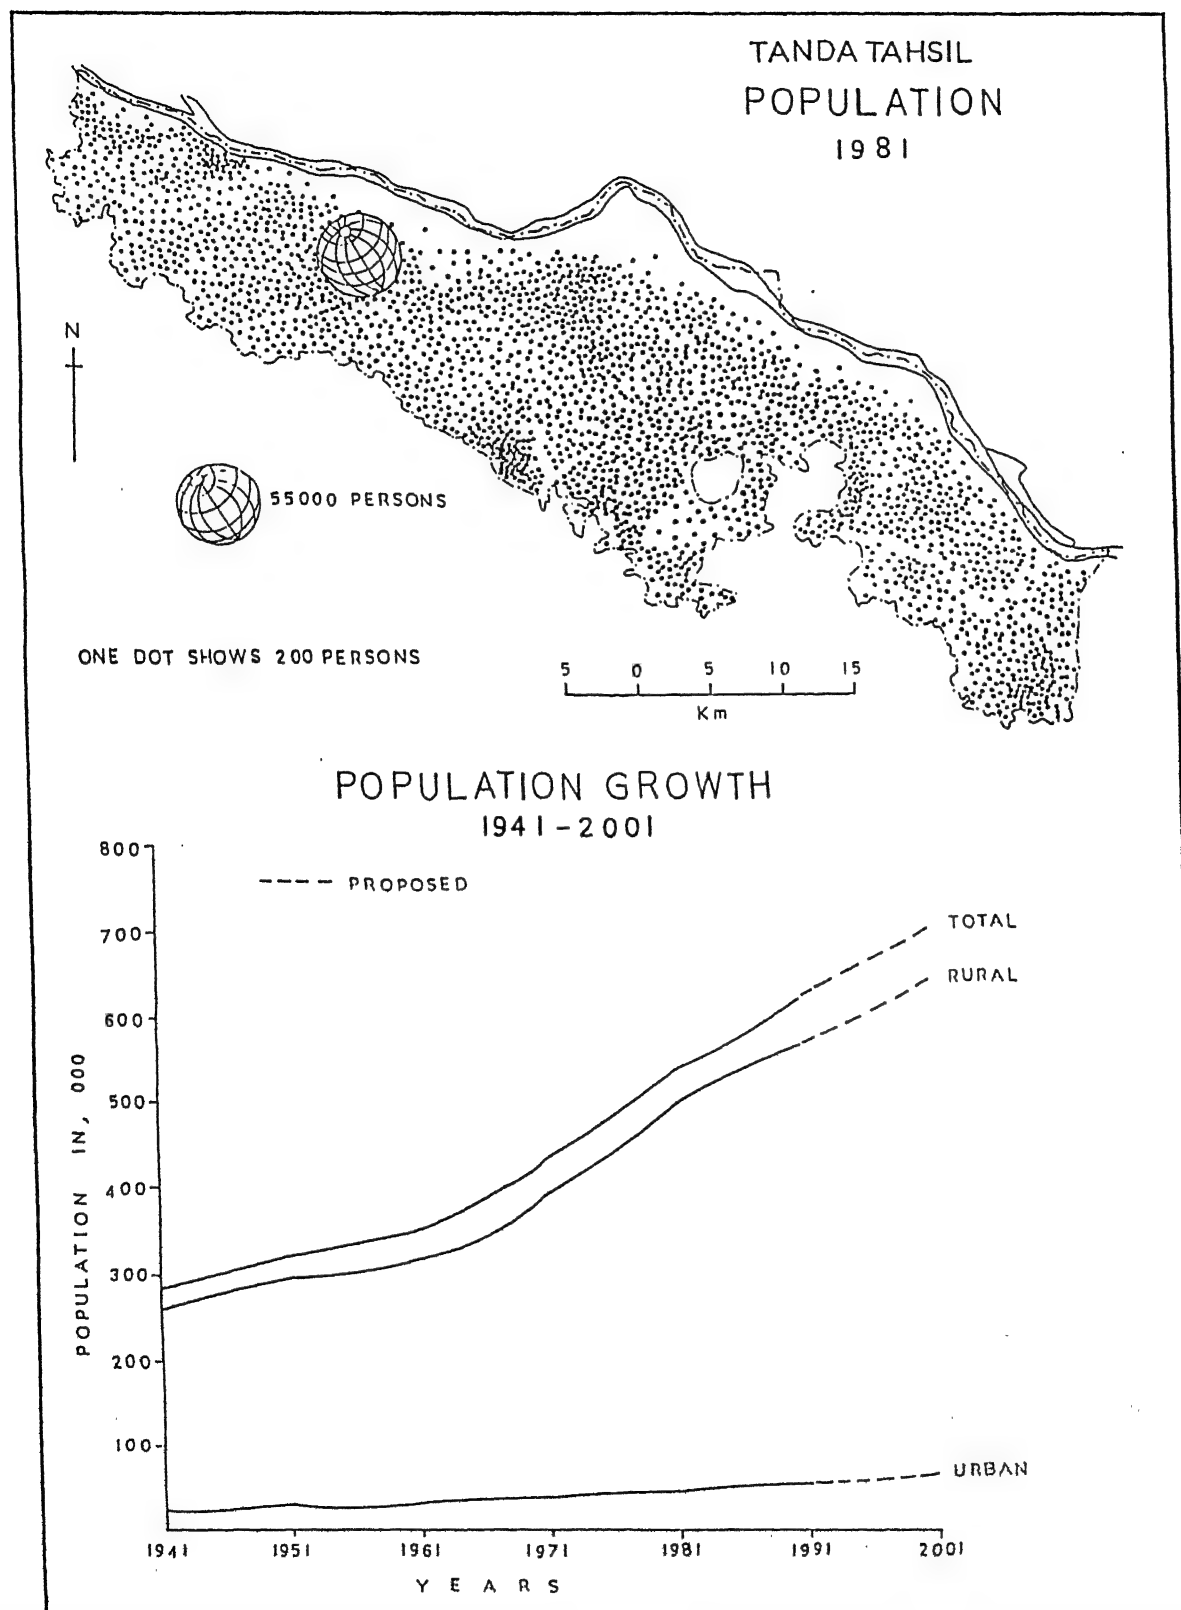 TANDA TAHSIL
POPULATION
1981
N
55000 PERSONS
ONE DOT SHOWS 200 PERSONS
5 0 5 10 15
Km
POPULATION GROWTH
1941-2001
800
PROPOSED
700
TOTAL
RURAL
600
500
400
300
200
100
POPULATION IN, 000
URBAN
1941 1951 1961 1971 1981 1991 2001
YEARS